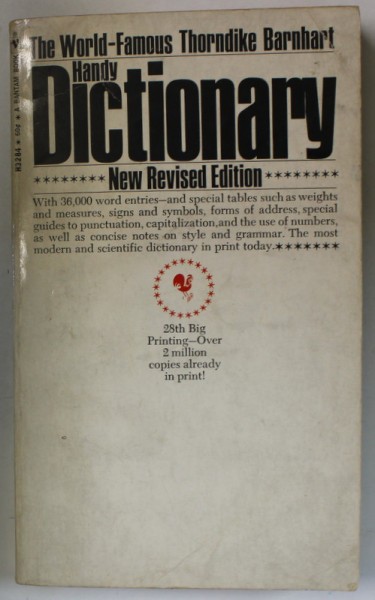 The World-Famous Thorndike Barnhart
Handy
Dictionary
******** New Revised Edition ********
With 36,000 word entries—and special tables such as weights
and measures, signs and symbols, forms of address, special
guides to punctuation, capitalization,and the use of numbers,
as well as concise notes on style and grammar. The most
modern and scientific dictionary in print today.*******
28th Big
Printing—Over
2 million
copies already
in print!
R3284 * 60¢ * A BANTAM